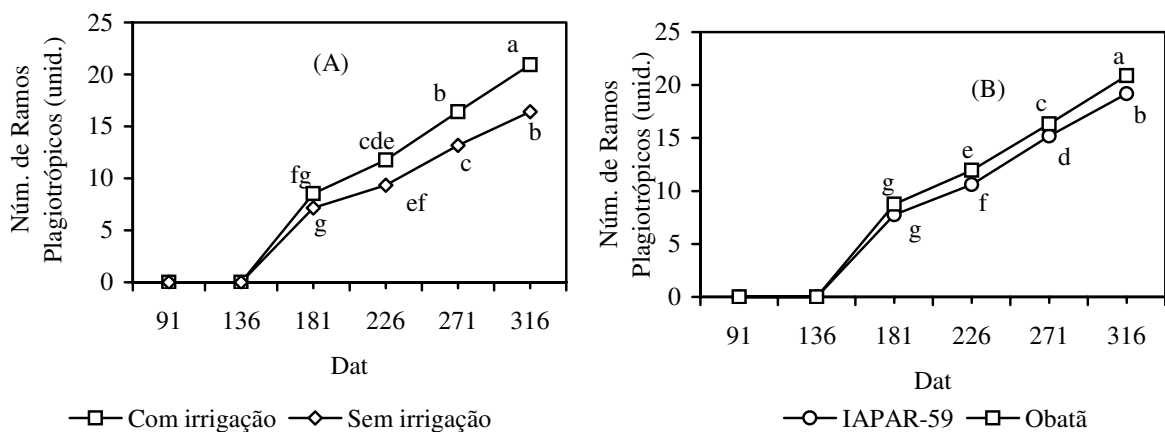 Núm. de Ramos
Plagiotrópicos (unid.)
25
20
15
10
5
0
(A)
a
b
b
cde
c
fg
ef
g
91 136 181 226 271 316
Dat
Com irrigação Sem irrigação
Núm. de Ramos
Plagiotrópicos (unid.)
25
20
15
10
5
0
(B)
a
c
b
e
d
g
f
g
91 136 181 226 271 316
Dat
IAPAR-59 Obatã